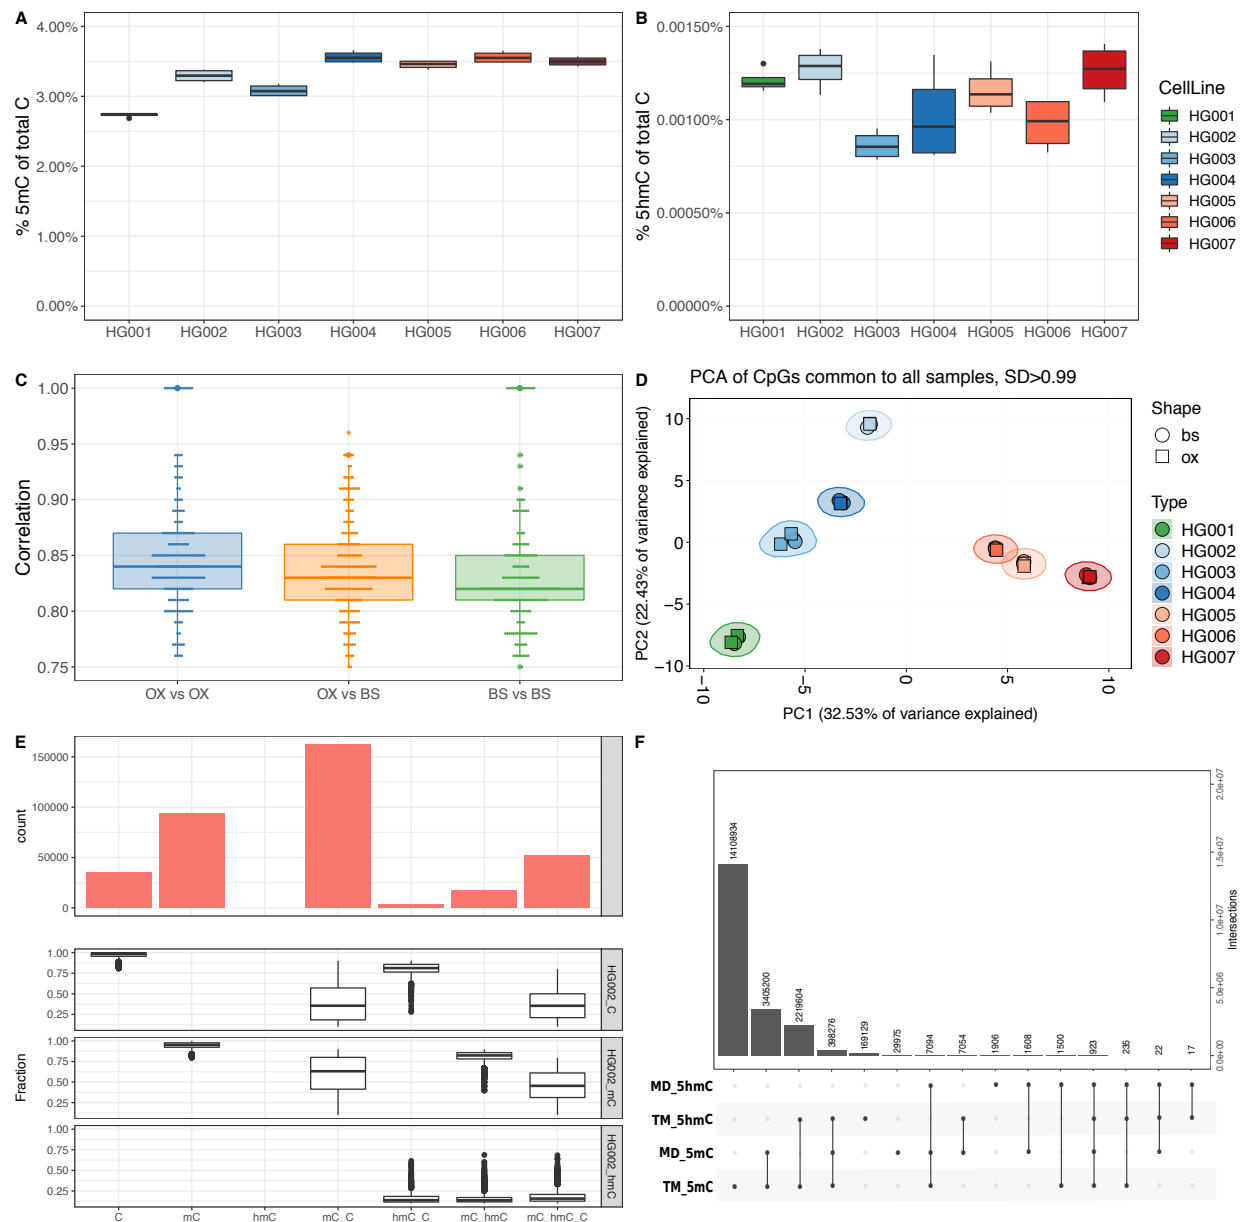 A
4.00%
3.00%
2.00%
1.00%
0.00%
% 5mC of total C
HG001 HG002 HG003 HG004 HG005 HG006 HG007
B
0.00150%
0.00100%
0.00050%
0.00000%
% 5hmC of total C
HG001 HG002 HG003 HG004 HG005 HG006 HG007
CellLine
HG001
HG002
HG003
HG004
HG005
HG006
HG007
C
1.00
0.95
0.90
0.85
0.80
0.75
Correlation
OX vs OX OX vs BS BS vs BS
D
PCA of CpGs common to all samples, SD>0.99
10
5
0
−5
−10
PC2 (22.43% of variance explained)
−10 −5 0 5 10
PC1 (32.53% of variance explained)
Shape
bs
ox
Type
HG001
HG002
HG003
HG004
HG005
HG006
HG007
E
150000
100000
50000
0
count
1.00
0.75
0.50
0.25
HG002_C
1.00
0.75
0.50
0.25
HG002_mC
1.00
0.75
0.50
0.25
HG002_hmC
Fraction
C mC hmC mC_C hmC_C mC_hmC mC_hmC_C
F
14108934 3405200 2219604 398276 169129 29975 7094 7054 1906 1608 1500 923 235 22 17
2.0e+07
1.5e+07
1.0e+07
5.0e+06
0.0e+00
Intersections
MD_5hmC
TM_5hmC
MD_5mC
TM_5mC